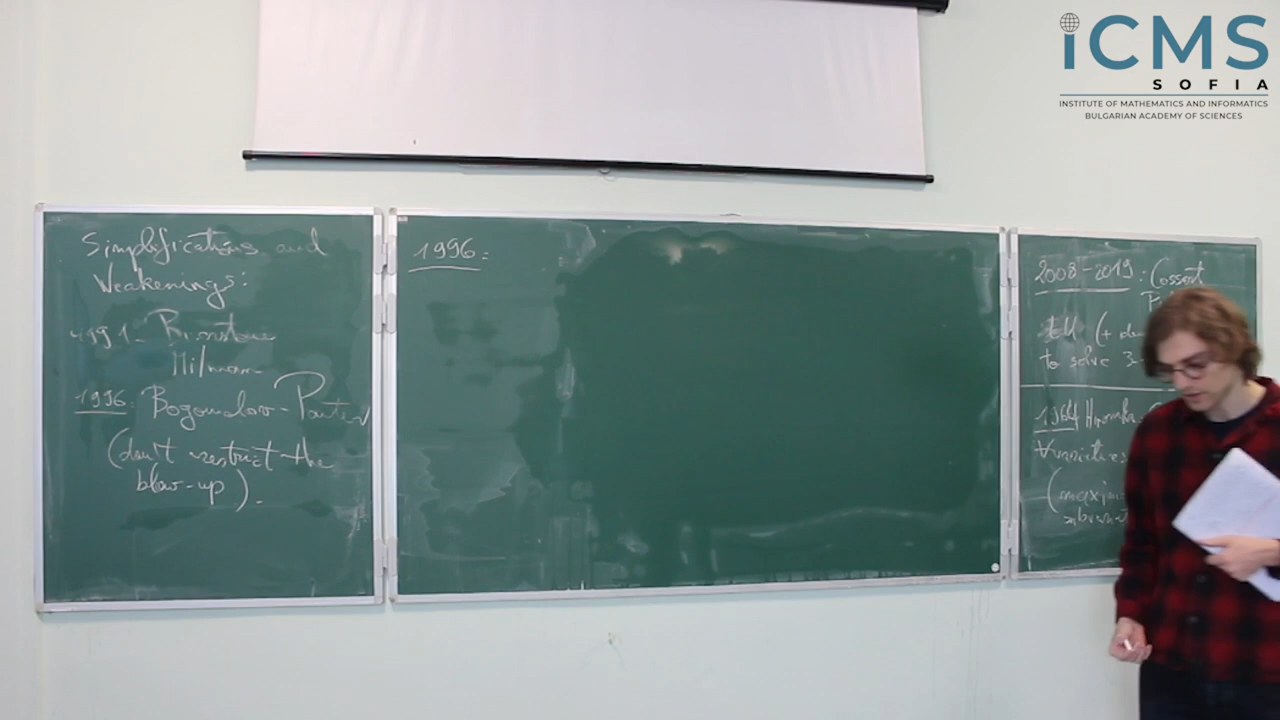 Simplifications and
Weakenings:
1991- Bierstone
Milman
1996: Bogomolov-Pantev
(don't restrict the
blow-up).
1996:
2008-2019: Cossart
to solve 3-
1964 Hironaka
Varieties
iCMS
SOFIA
INSTITUTE OF MATHEMATICS AND INFORMATICS
BULGARIAN ACADEMY OF SCIENCES